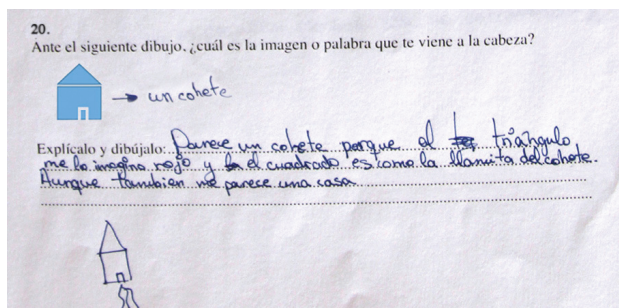 20.
Ante el siguiente dibujo, ¿cuál es la imagen o palabra que te viene a la cabeza?
un cohete
Explícalo y dibújalo: Parece un cohete porque el triángulo
me lo imagino rojo y el cuadrado es como la llamita del cohete.
Aunque tambien me parece una casa